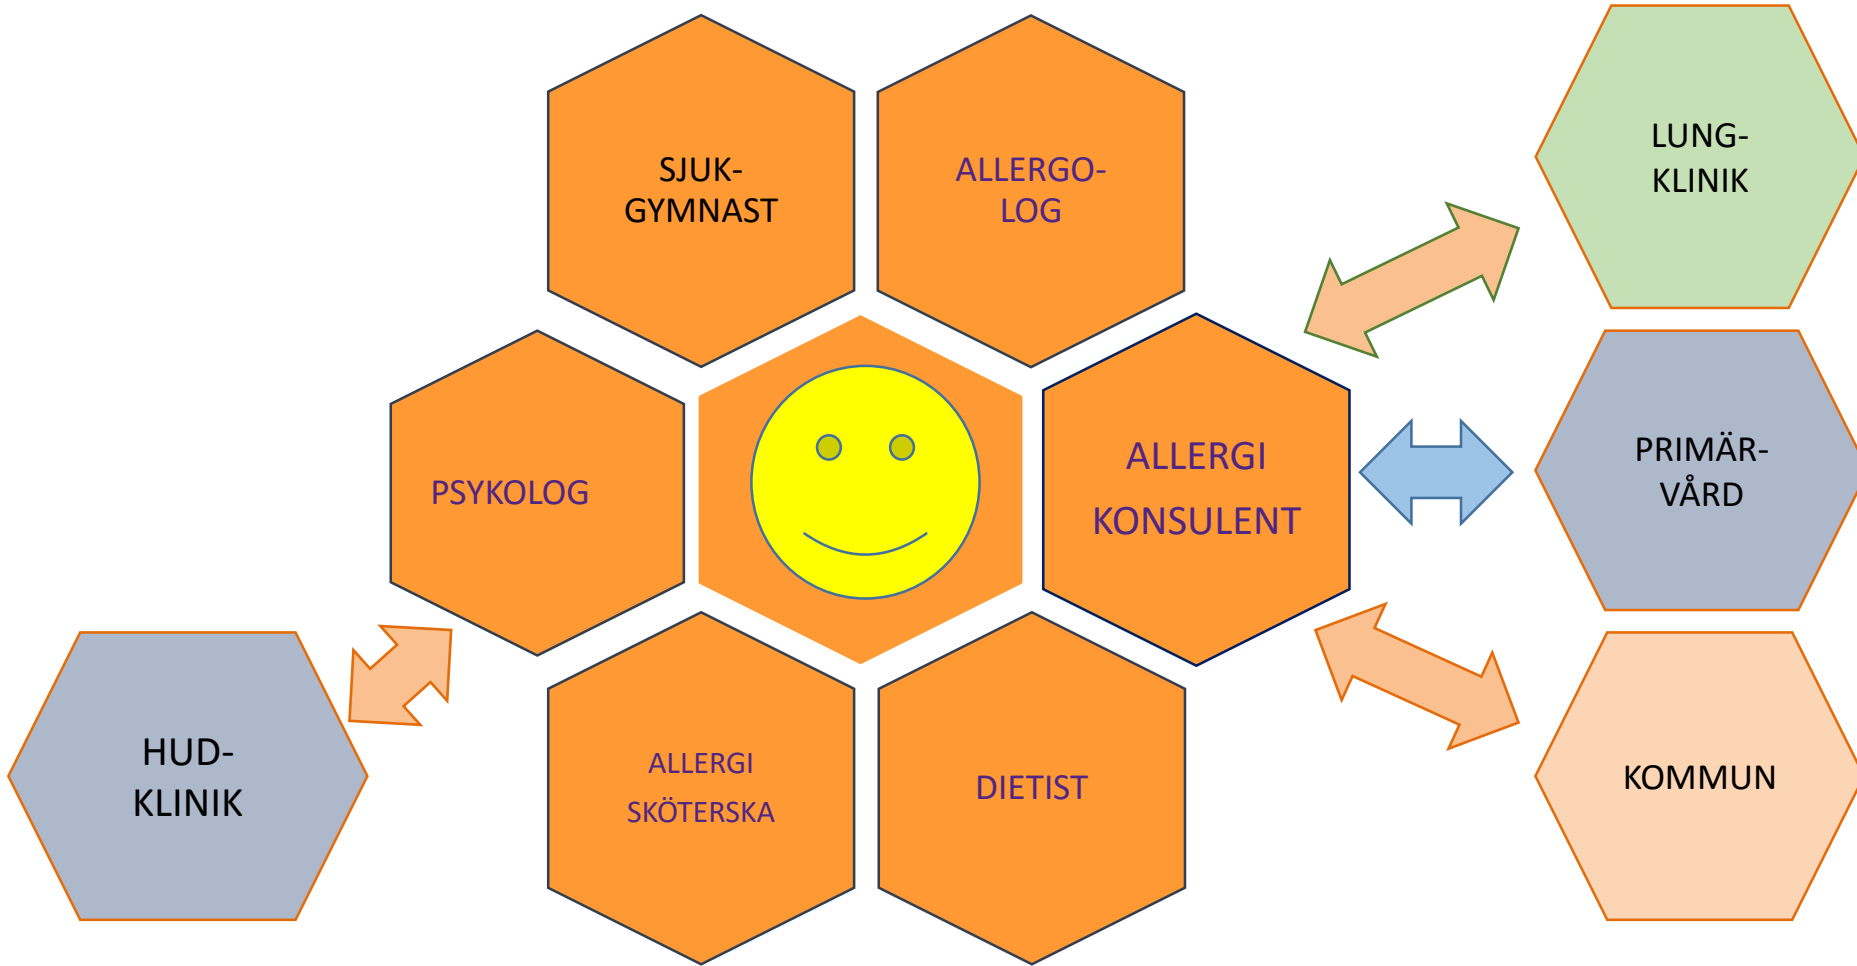 SJUK-
GYMNAST
ALLERGO-
LOG
LUNG-
KLINIK
PSYKOLOG
ALLERGI
KONSULENT
PRIMÄR-
VÅRD
HUD-
KLINIK
ALLERGI
SKÖTERSKA
DIETIST
KOMMUN